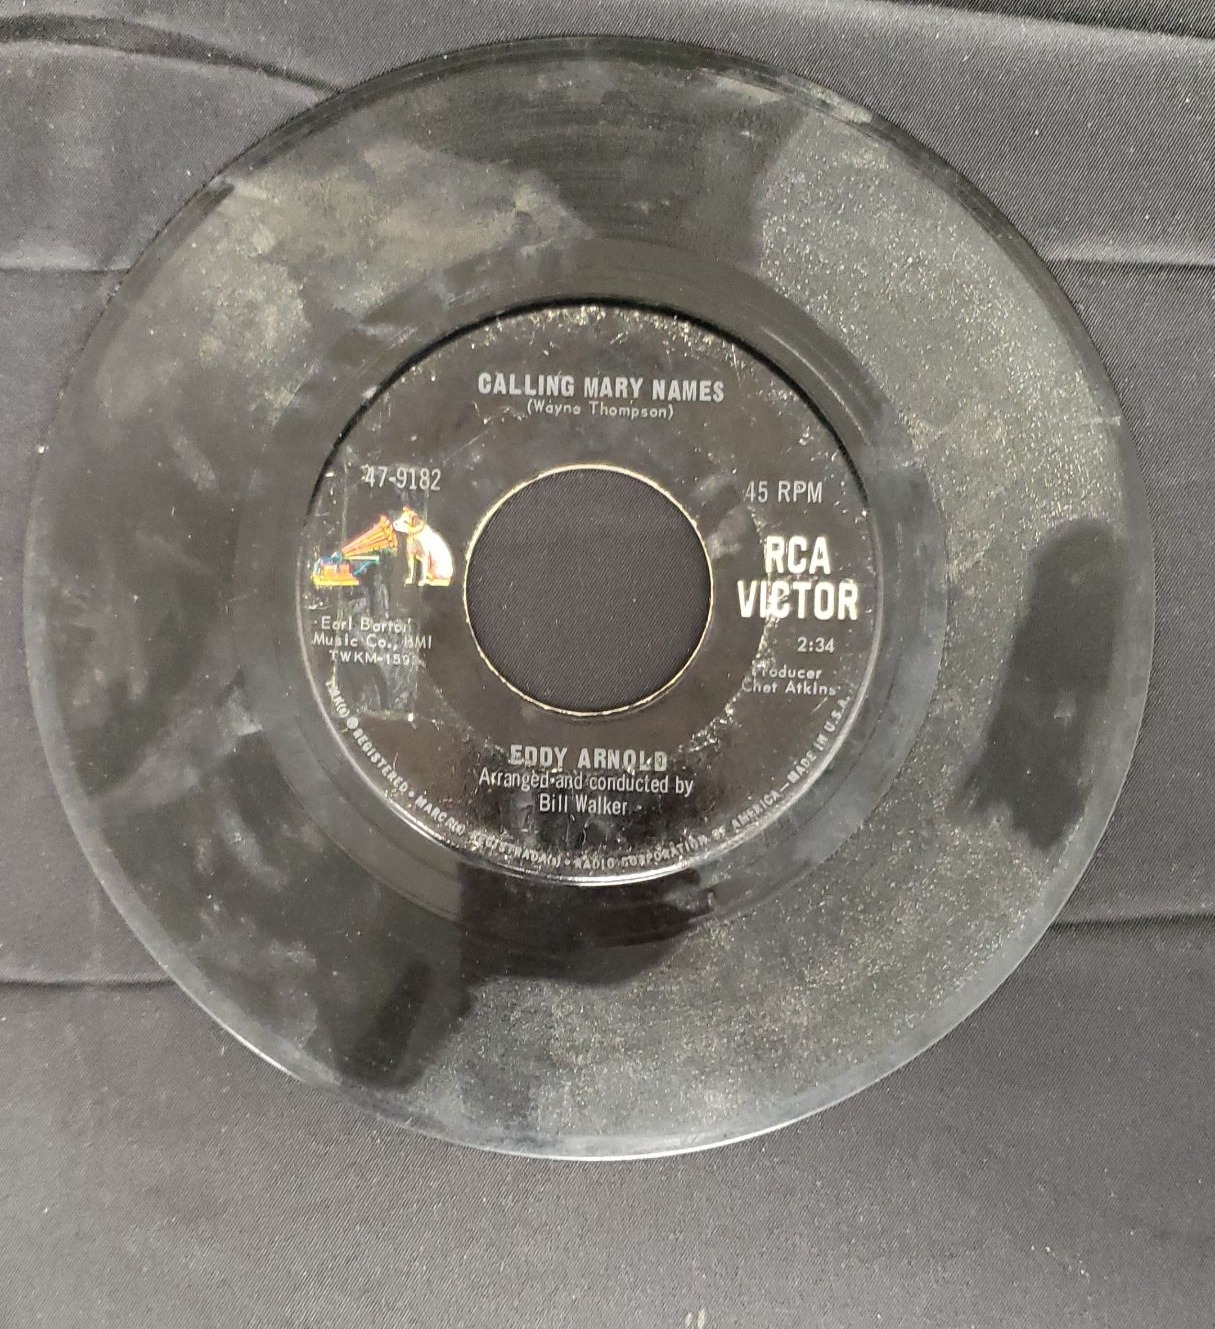 CALLING MARY NAMES
(Wayne Thompson)
47-9182
45 RPM
RCA
VICTOR
Earl Barton
Music Co., BMI
TWKM-159
2:34
Producer
Chet Atkins
EDDY ARNOLD
Arranged and conducted by
Bill Walker
TMK(s) ® REGISTERED • MARCA(s) REGISTRADA(s) • RADIO CORPORATION OF AMERICA—MADE IN U.S.A.